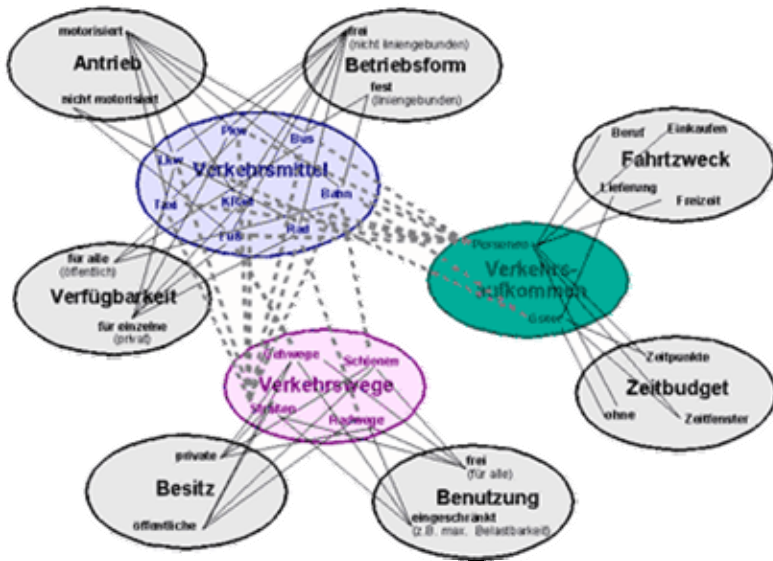 motorisiert
Antrieb
nicht motorisiert
frei
(nicht liniengebunden)
Betriebsform
fest
(liniengebunden)
Pkw
Bus
Lkw
Verkehrsmittel
Taxi
KRad
Bahn
Fuß
Rad
Beruf
Einkaufen
Fahrtzweck
Lieferung
Freizeit
für alle
(öffentlich)
Verfügbarkeit
für einzelne
(privat)
Personen
Verkehrs-
aufkommen
Güter
Gehwege
Schienen
Verkehrswege
Straßen
Radwege
Zeitpunkte
Zeitbudget
ohne
Zeitfenster
private
Besitz
öffentliche
frei
(für alle)
Benutzung
eingeschränkt
(z.B. max. Belastbarkeit)